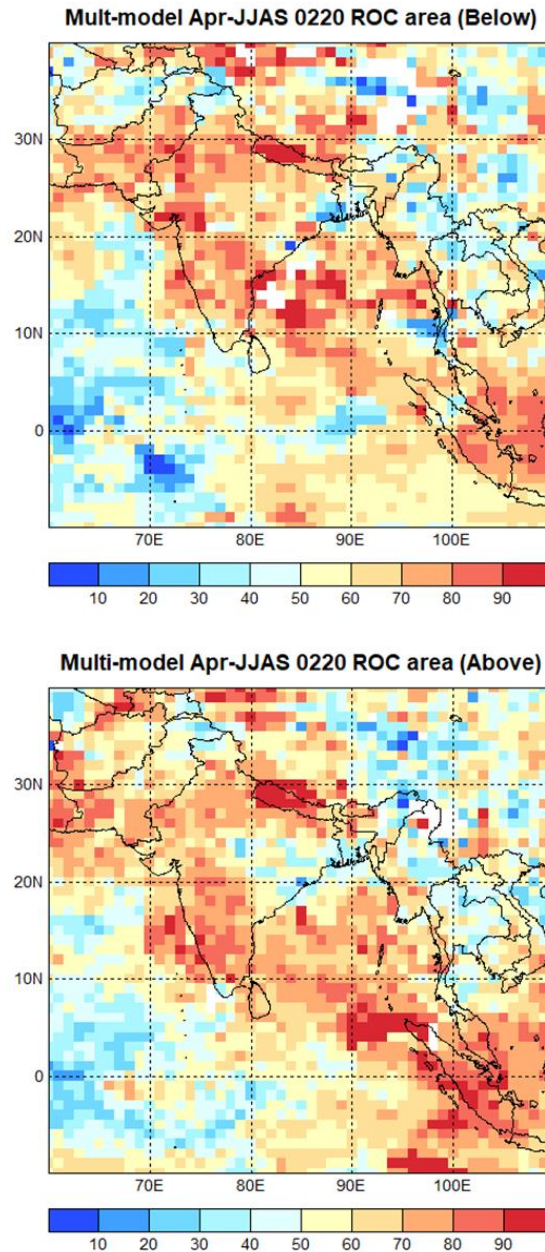 Mult-model Apr-JJAS 0220 ROC area (Below)
30N
20N
10N
0
70E 80E 90E 100E
10 20 30 40 50 60 70 80 90
Multi-model Apr-JJAS 0220 ROC area (Above)
30N
20N
10N
0
70E 80E 90E 100E
10 20 30 40 50 60 70 80 90